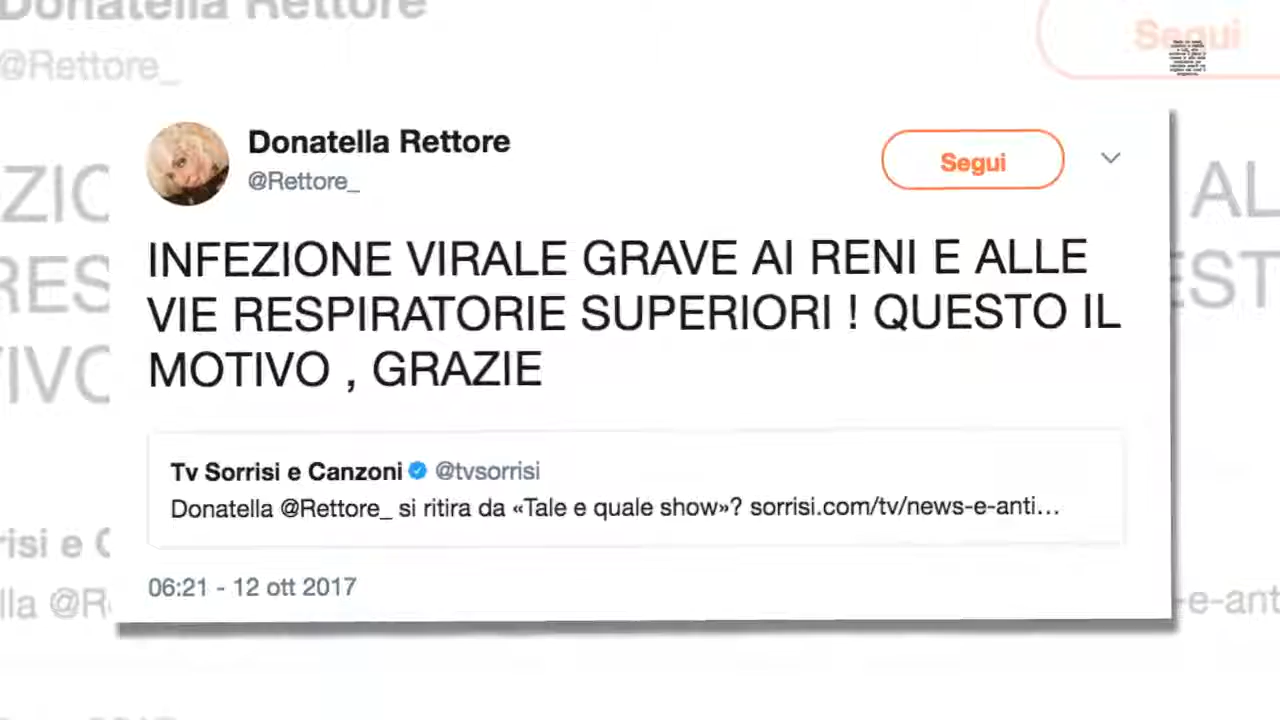 Donatella Rettore
Segui
@Rettore_
Donatella Rettore
Segui
@Rettore_
INFEZIONE VIRALE GRAVE AI RENI E ALLE
VIE RESPIRATORIE SUPERIORI ! QUESTO IL
MOTIVO , GRAZIE
Tv Sorrisi e Canzoni @tvsorrisi
Donatella @Rettore_ si ritira da «Tale e quale show»? sorrisi.com/tv/news-e-anti...
06:21 - 12 ott 2017